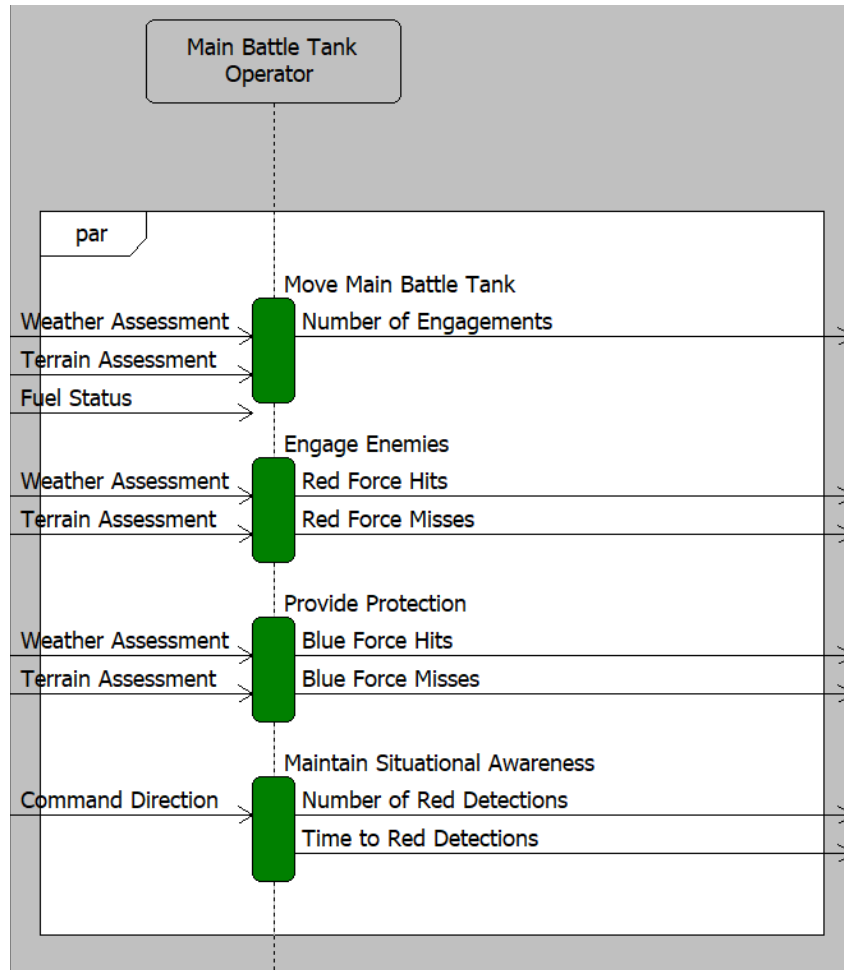 Main Battle Tank
Operator
par
Move Main Battle Tank
Weather Assessment
Number of Engagements
Terrain Assessment
Fuel Status
Engage Enemies
Weather Assessment
Red Force Hits
Terrain Assessment
Red Force Misses
Provide Protection
Weather Assessment
Blue Force Hits
Terrain Assessment
Blue Force Misses
Maintain Situational Awareness
Command Direction
Number of Red Detections
Time to Red Detections